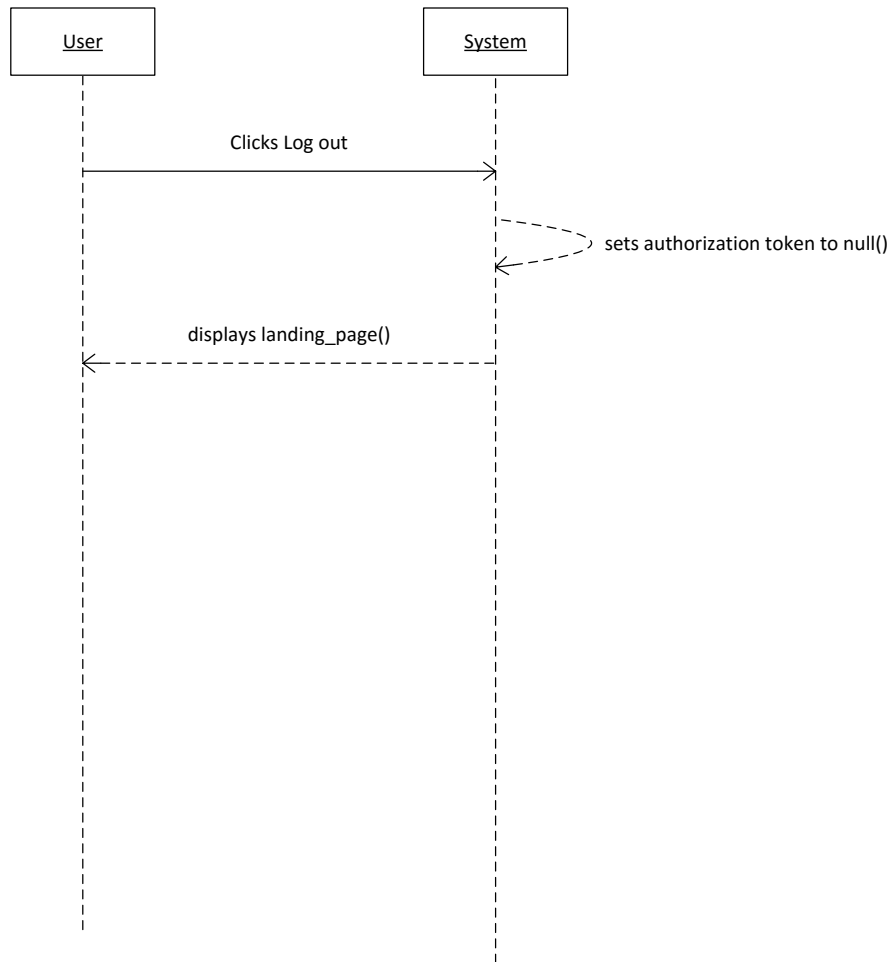 User
System
Clicks Log out
sets authorization token to null()
displays landing_page()